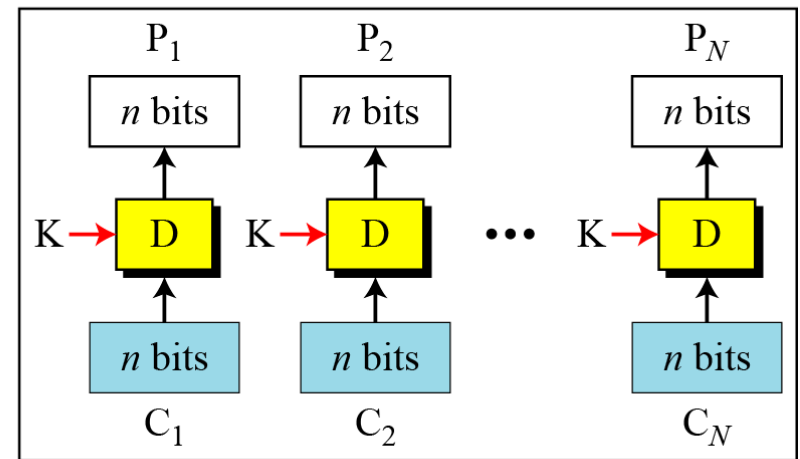 P1 P2 PN
n bits n bits n bits
K D K D ••• K D
n bits n bits n bits
C1 C2 CN